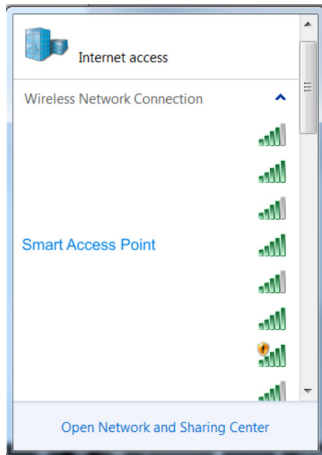 Internet access
Wireless Network Connection
Smart Access Point
Open Network and Sharing Center